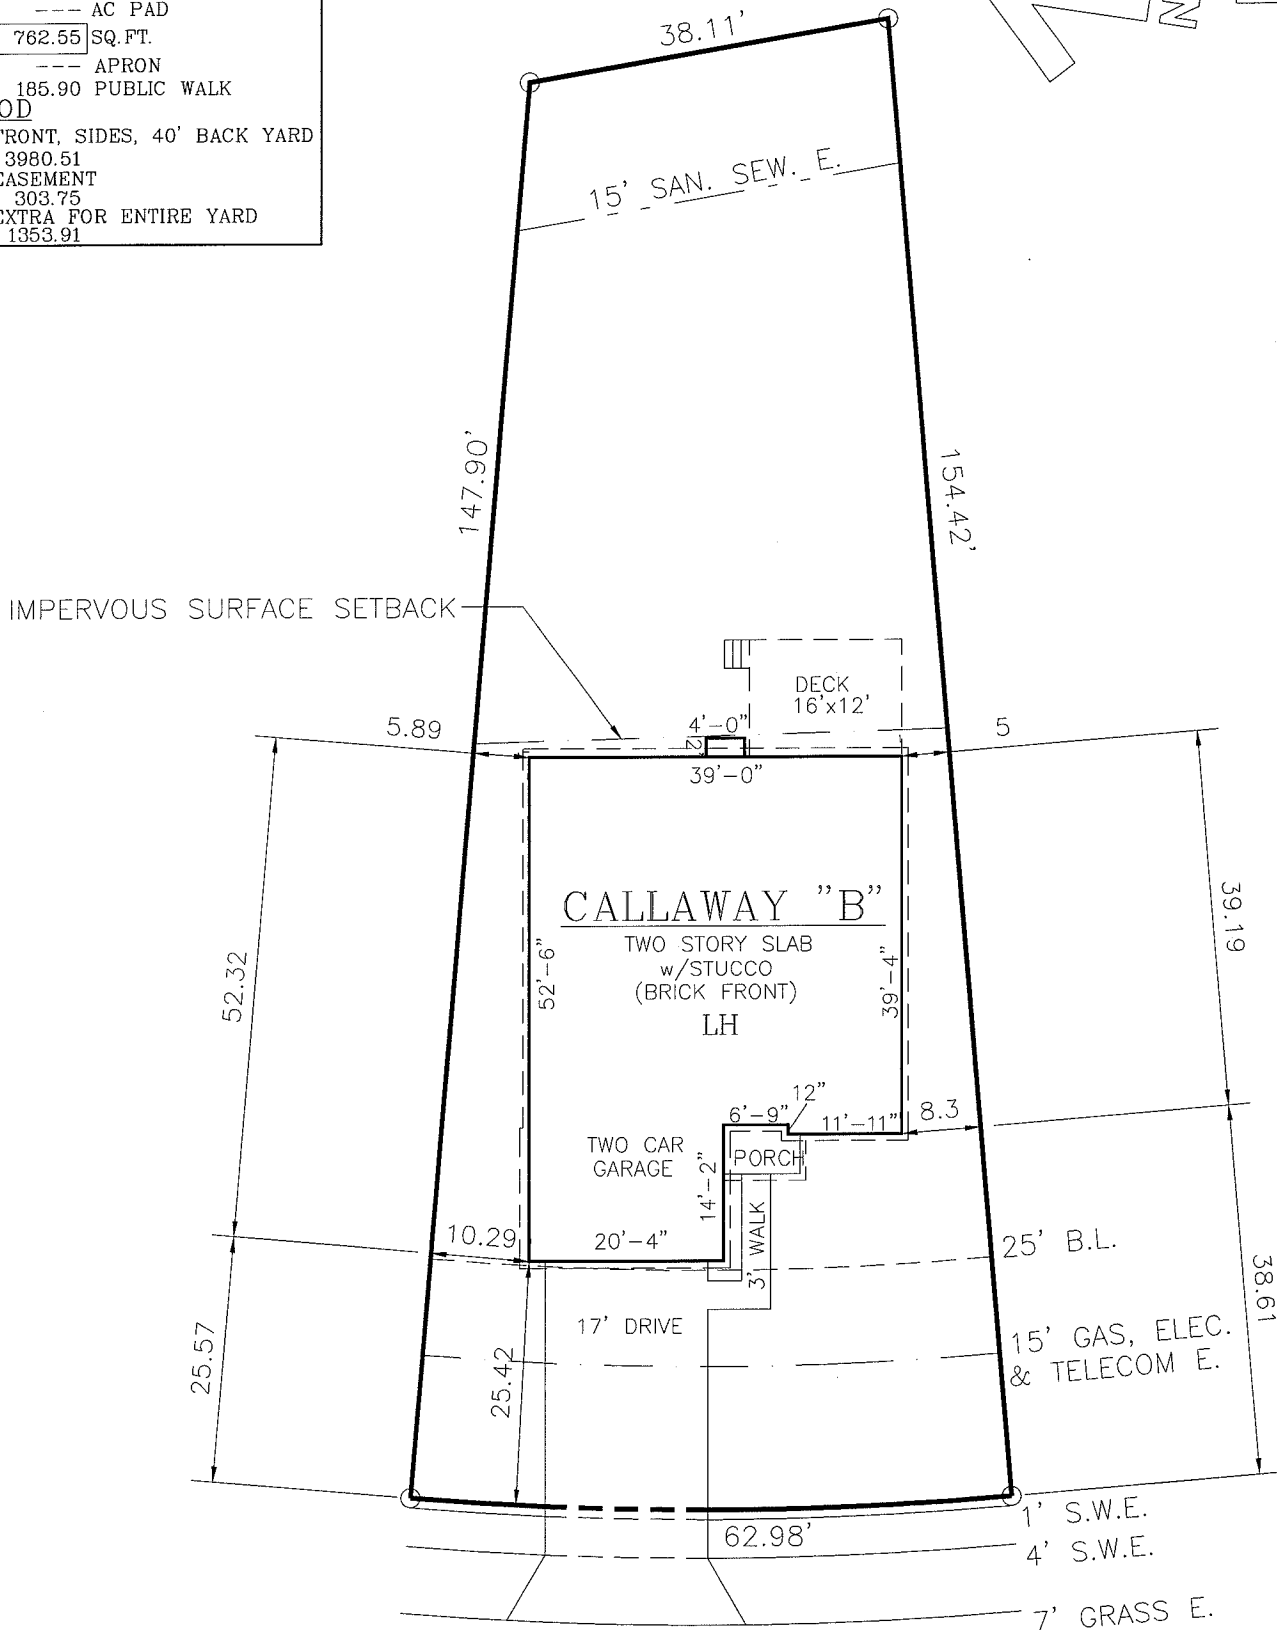 --- AC PAD
762.55 SQ.FT.
--- APRON
185.90 PUBLIC WALK
OD
FRONT, SIDES, 40' BACK YARD
3980.51
EASEMENT
303.75
EXTRA FOR ENTIRE YARD
1353.91
N
38.11'
15' SAN. SEW. E.
147.90'
154.42'
IMPERVOUS SURFACE SETBACK
DECK
16'x12'
5.89
4'-0"
2'
5
39'-0"
CALLAWAY "B"
TWO STORY SLAB
w/STUCCO
(BRICK FRONT)
LH
52.32
52'-6"
39'-4"
39.19
12"
6'-9"
11'-11"
8.3
TWO CAR
GARAGE
PORCH
14'-2"
3' WALK
10.29
20'-4"
25' B.L.
38.61
17' DRIVE
25.57
25.42
15' GAS, ELEC.
& TELECOM E.
62.98'
1' S.W.E.
4' S.W.E.
7' GRASS E.